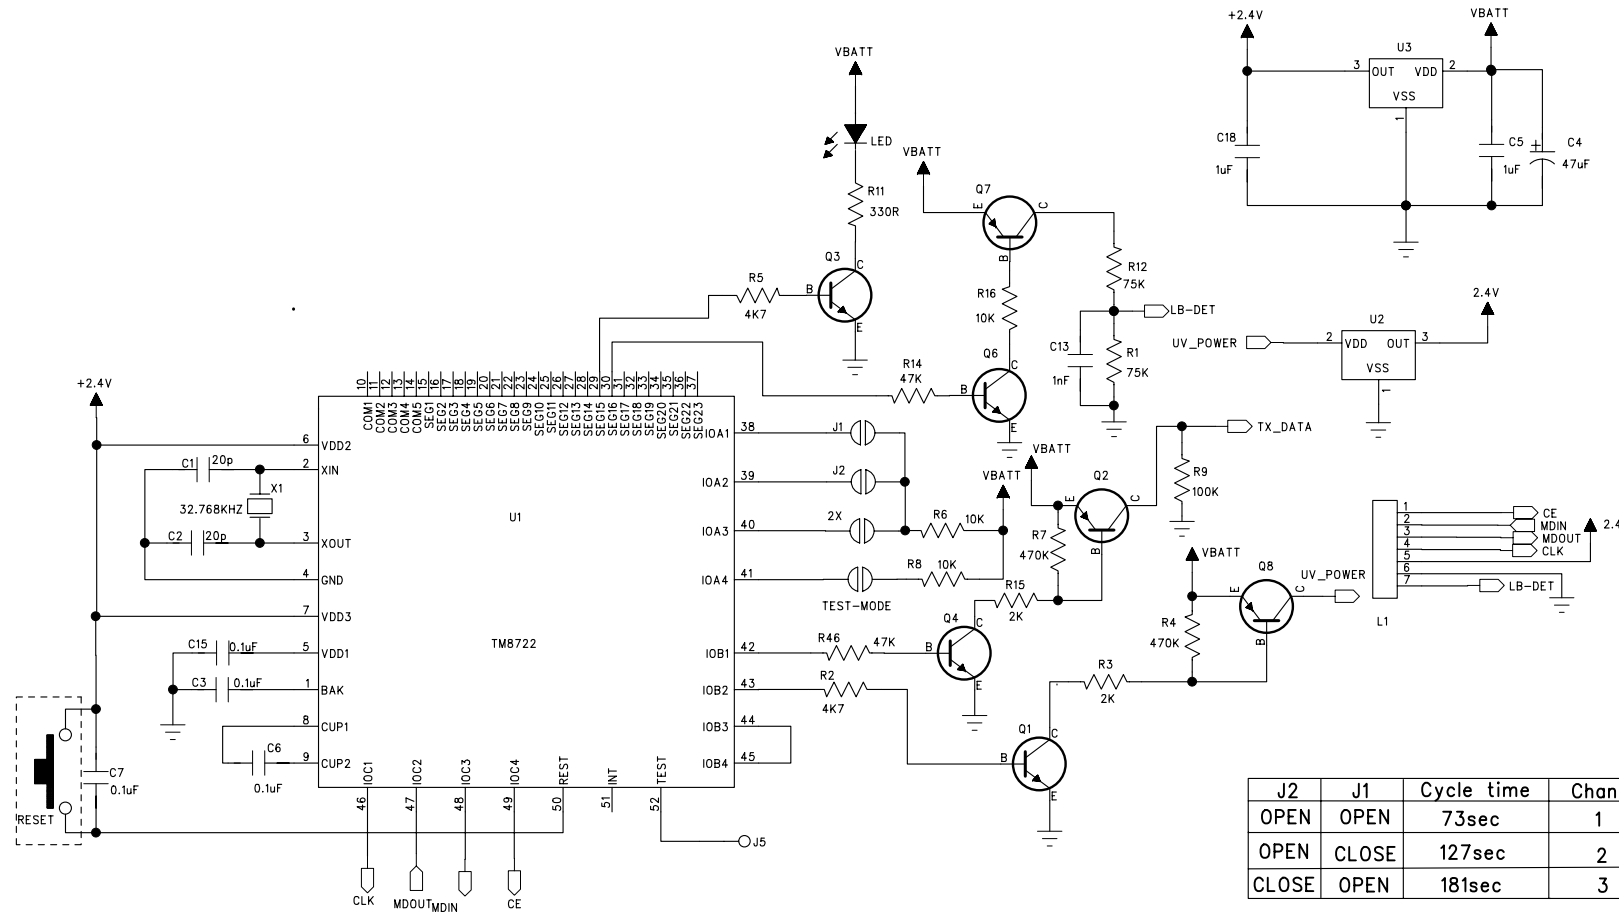 +2.4V
VBATT
U3
3 OUT VDD 2
VSS
1
C18
1uF
C5
1uF
C4
47uF
VBATT
LED
R11
330R
Q3
C
B
E
R5
4K7
VBATT
Q7
E
C
B
R16
10K
R12
75K
LB-DET
C13
1nF
R1
75K
Q6
C
B
E
R14
47K
2.4V
U2
UV_POWER
2 VDD OUT 3
VSS
1
+2.4V
10 11 12 13 14 15 16 17 18 19 20 21 22 23 24 25 26 27 28 29 30 31 32 33 34 35 36 37
COM1 COM2 COM3 COM4 COM5 SEG1 SEG2 SEG3 SEG4 SEG5 SEG6 SEG7 SEG8 SEG9 SEG10 SEG11 SEG12 SEG13 SEG14 SEG15 SEG16 SEG17 SEG18 SEG19 SEG20 SEG21 SEG22 SEG23
6 VDD2
2 XIN
3 XOUT
4 GND
7 VDD3
5 VDD1
1 BAK
8 CUP1
9 CUP2
U1
TM8722
IOA1 38
IOA2 39
IOA3 40
IOA4 41
IOB1 42
IOB2 43
IOB3 44
IOB4 45
IOC1 IOC2 IOC3 IOC4 REST INT TEST
46 47 48 49 50 51 52
C1 20p
X1
32.768KHZ
C2 20p
C15 0.1uF
C3 0.1uF
C6
0.1uF
C7
0.1uF
RESET
CLK
MDOUT
MDIN
CE
J5
J1
J2
2X
TEST-MODE
R6 10K
R8 10K
VBATT
VBATT
R7
470K
R15
2K
Q2
E
C
B
TX_DATA
R9
100K
Q4
C
B
E
R46 47K
R2
4K7
Q1
C
B
E
R3
2K
VBATT
R4
470K
Q8
E
C
B
UV_POWER
1 CE
2 MDIN
3 MDOUT
4 CLK
5
6
7 LB-DET
L1
2.4
J2 J1 Cycle time Chan
OPEN OPEN 73sec 1
OPEN CLOSE 127sec 2
CLOSE OPEN 181sec 3